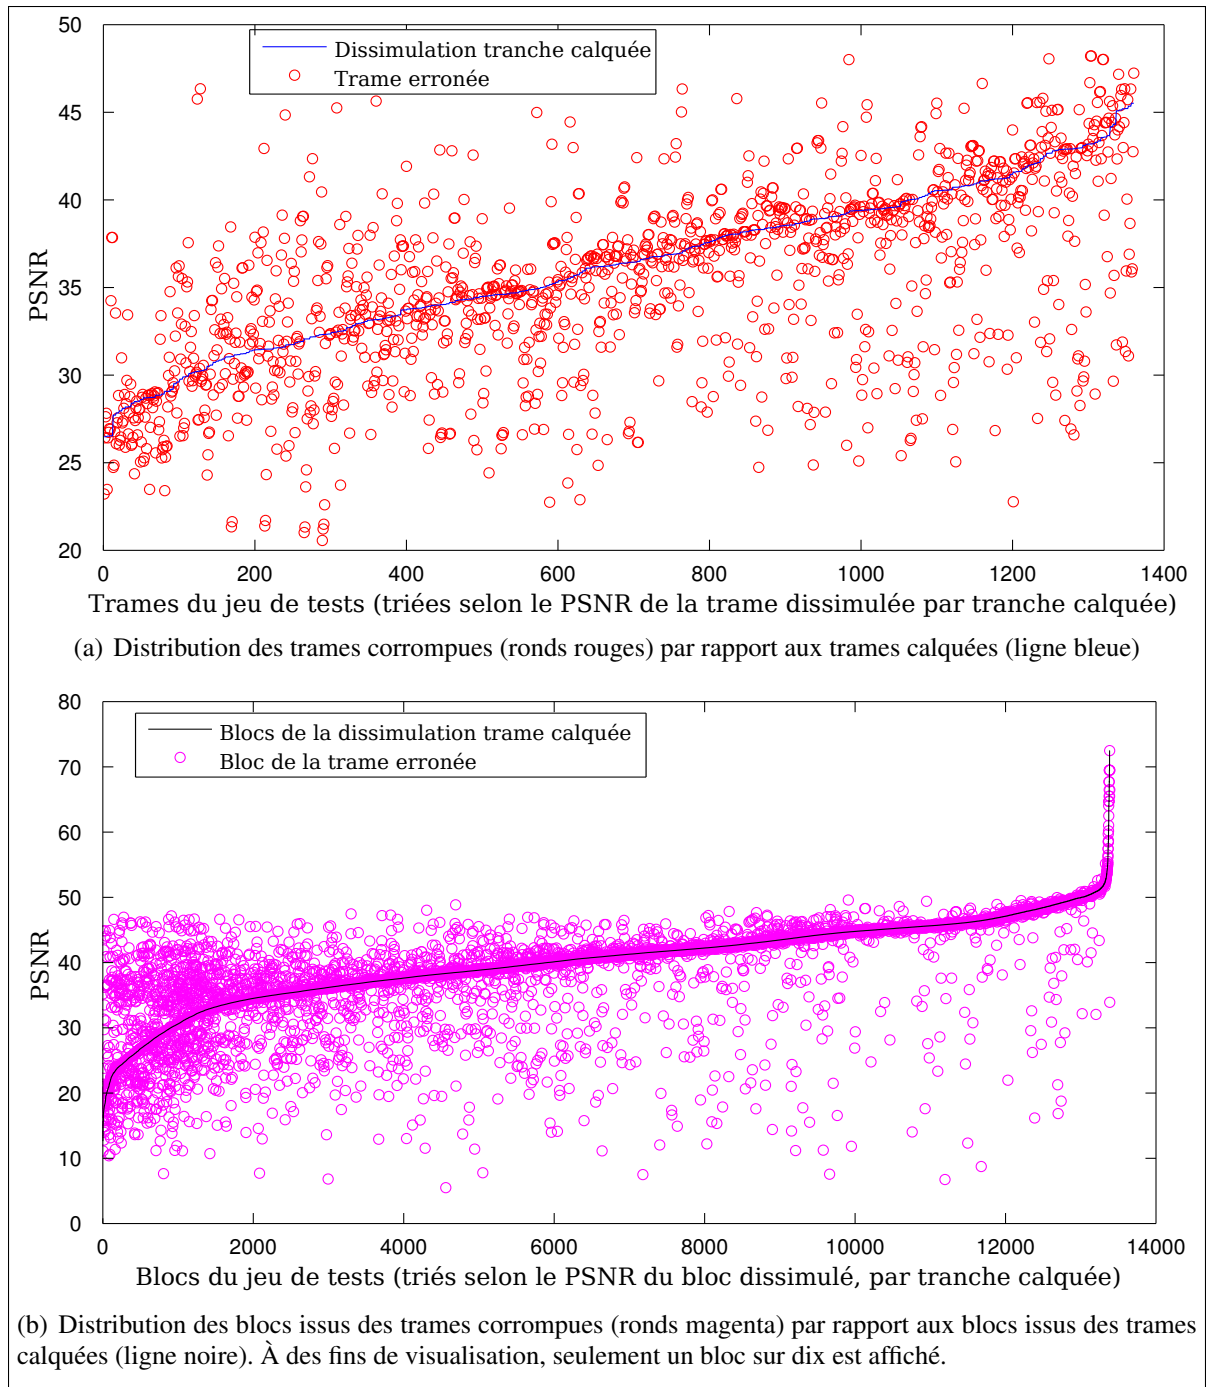 50
45
40
35
30
25
20
PSNR
Dissimulation tranche calquée
Trame erronée
0 200 400 600 800 1000 1200 1400
Trames du jeu de tests (triées selon le PSNR de la trame dissimulée par tranche calquée)
(a) Distribution des trames corrompues (ronds rouges) par rapport aux trames calquées (ligne bleue)
80
70
60
50
40
30
20
10
0
PSNR
Blocs de la dissimulation trame calquée
Bloc de la trame erronée
0 2000 4000 6000 8000 10000 12000 14000
Blocs du jeu de tests (triés selon le PSNR du bloc dissimulé, par tranche calquée)
(b) Distribution des blocs issus des trames corrompues (ronds magenta) par rapport aux blocs issus des trames
calquées (ligne noire). À des fins de visualisation, seulement un bloc sur dix est affiché.